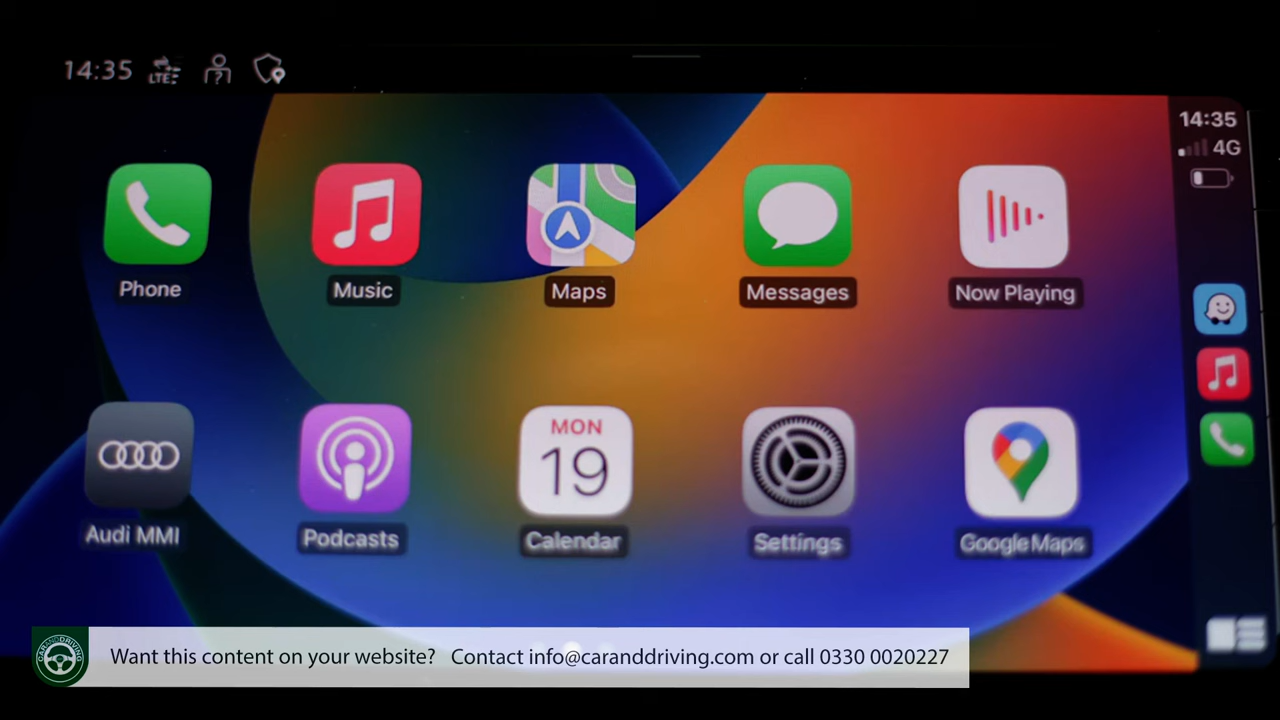 14:35 LTE
14:35
4G
Phone
Music
Maps
Messages
Now Playing
MON
19
Audi MMI
Podcasts
Calendar
Settings
Google Maps
CARANDDRIVING
Want this content on your website? Contact info@caranddriving.com or call 0330 0020227